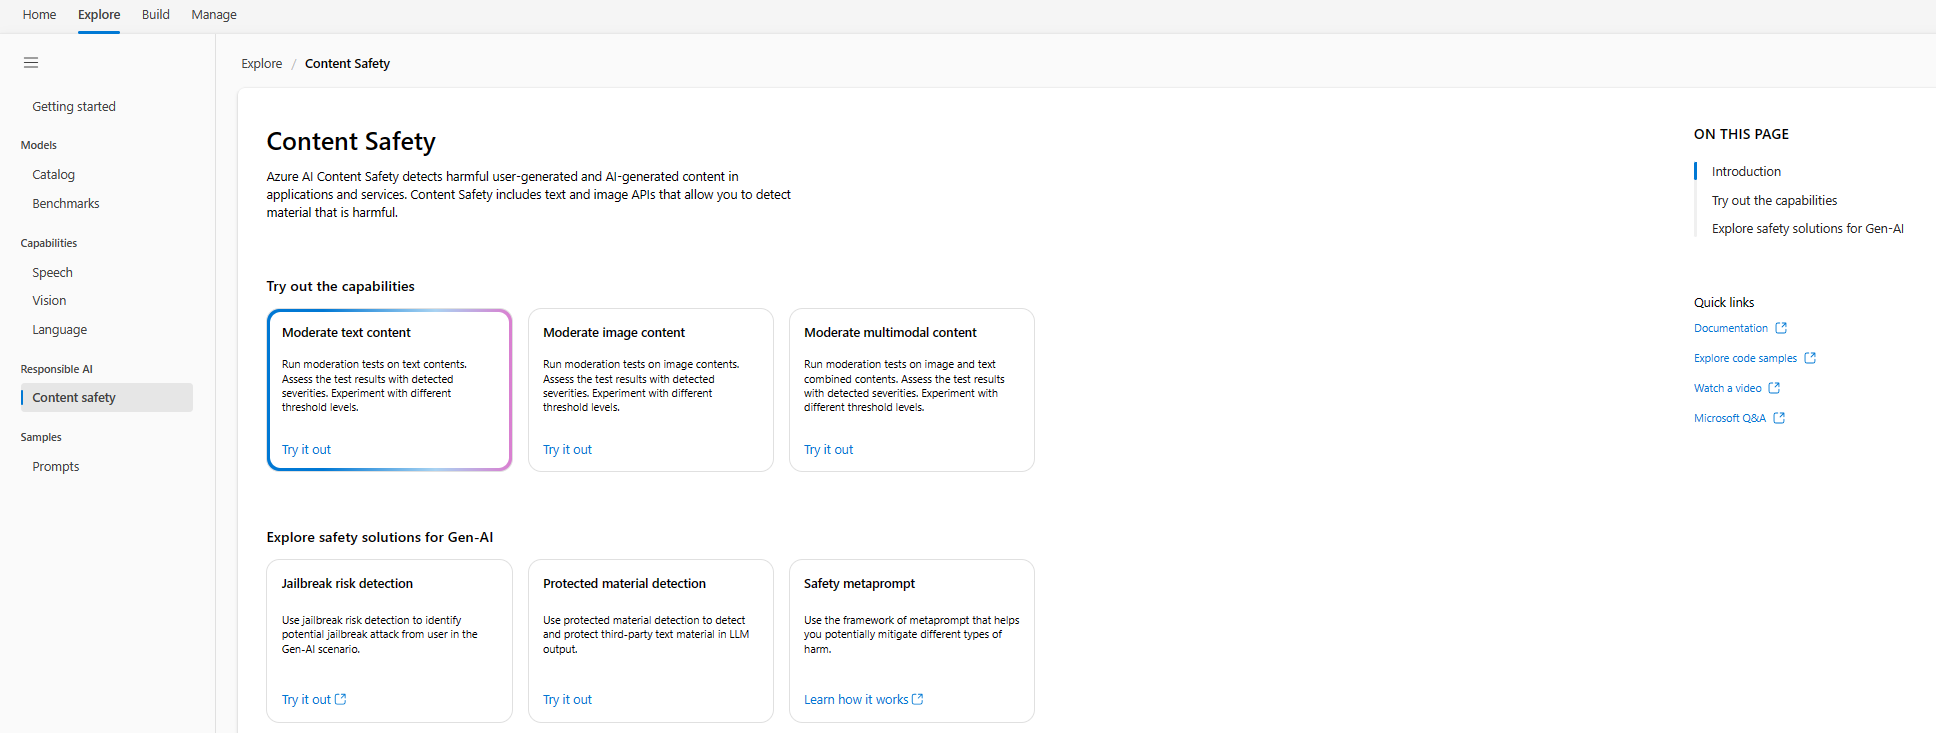 Home Explore Build Manage
Getting started
Models
Catalog
Benchmarks
Capabilities
Speech
Vision
Language
Responsible AI
Content safety
Samples
Prompts
Explore / Content Safety
Content Safety
Azure AI Content Safety detects harmful user-generated and AI-generated content in
applications and services. Content Safety includes text and image APIs that allow you to detect
material that is harmful.
Try out the capabilities
Moderate text content
Run moderation tests on text contents.
Assess the test results with detected
severities. Experiment with different
threshold levels.
Try it out
Moderate image content
Run moderation tests on image contents.
Assess the test results with detected
severities. Experiment with different
threshold levels.
Try it out
Moderate multimodal content
Run moderation tests on image and text
combined contents. Assess the test results
with detected severities. Experiment with
different threshold levels.
Try it out
Explore safety solutions for Gen-AI
Jailbreak risk detection
Use jailbreak risk detection to identify
potential jailbreak attack from user in the
Gen-AI scenario.
Try it out
Protected material detection
Use protected material detection to detect
and protect third-party text material in LLM
output.
Try it out
Safety metaprompt
Use the framework of metaprompt that helps
you potentially mitigate different types of
harm.
Learn how it works
ON THIS PAGE
Introduction
Try out the capabilities
Explore safety solutions for Gen-AI
Quick links
Documentation
Explore code samples
Watch a video
Microsoft Q&A